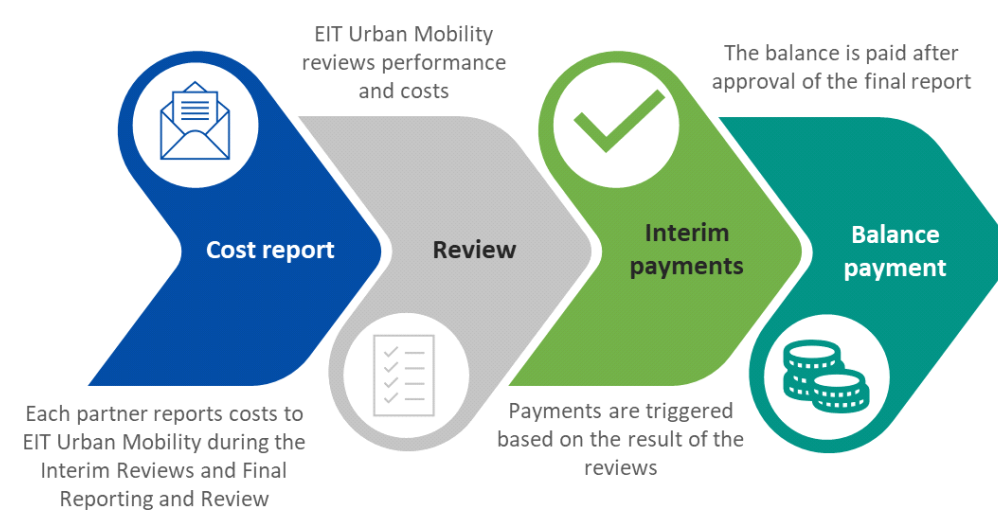 EIT Urban Mobility
reviews performance
and costs
The balance is paid after
approval of the final report
Cost report
Review
Interim
payments
Balance
payment
Each partner reports costs to
EIT Urban Mobility during the
Interim Reviews and Final
Reporting and Review
Payments are triggered
based on the result of the
reviews